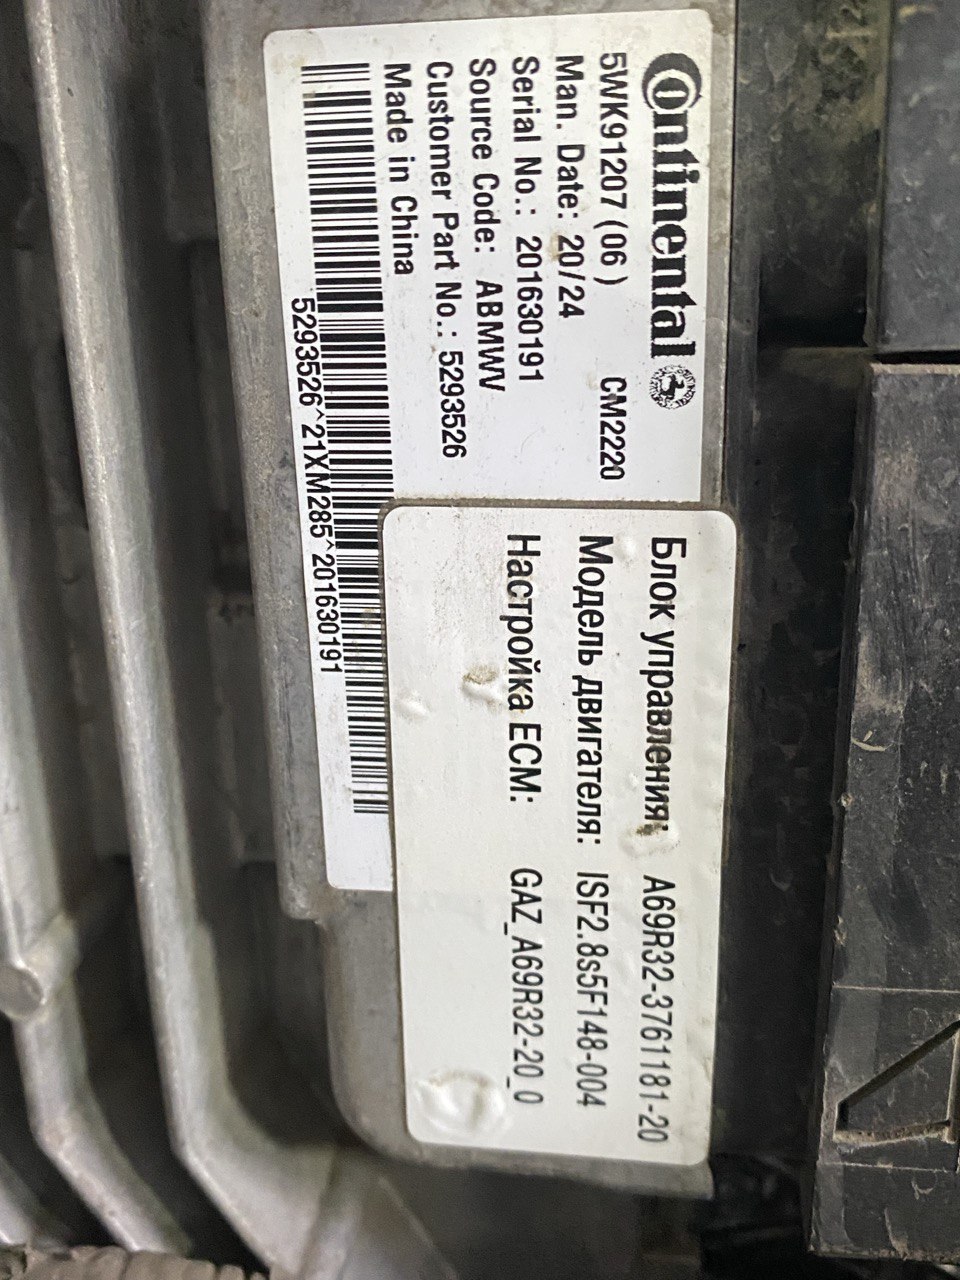 Continental
5WK91207 (06 ) CM2220
Man. Date: 20/24
Serial No.: 201630191
Source Code: ABMWV
Customer Part No.: 5293526
Made in China
5293526^21XM285^201630191
Блок управления: A69R32-3761181-20
Модель двигателя: ISF2.8s5F148-004
Настройка ECM: GAZ_A69R32-20_0